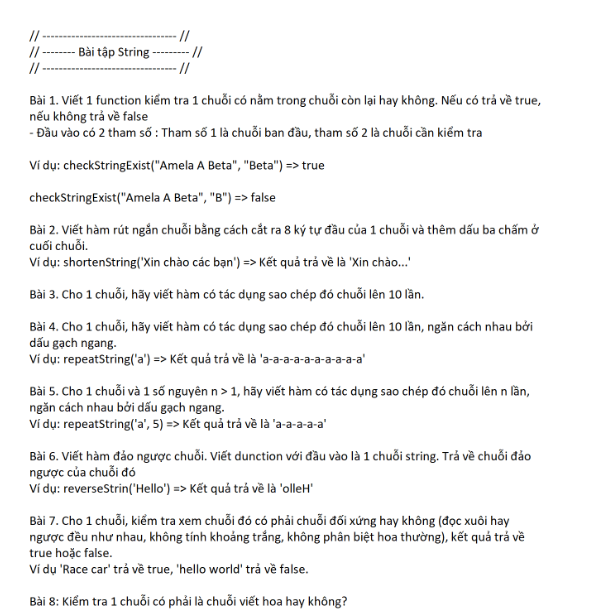 // --------------------------------- //
// -------- Bài tập String --------- //
// --------------------------------- //
Bài 1. Viết 1 function kiểm tra 1 chuỗi có nằm trong chuỗi còn lại hay không. Nếu có trả về true,
nếu không trả về false
- Đầu vào có 2 tham số : Tham số 1 là chuỗi ban đầu, tham số 2 là chuỗi cần kiểm tra
Ví dụ: checkStringExist("Amela A Beta", "Beta") => true
checkStringExist("Amela A Beta", "B") => false
Bài 2. Viết hàm rút ngắn chuỗi bằng cách cắt ra 8 ký tự đầu của 1 chuỗi và thêm dấu ba chấm ở
cuối chuỗi.
Ví dụ: shortenString('Xin chào các bạn') => Kết quả trả về là 'Xin chào...'
Bài 3. Cho 1 chuỗi, hãy viết hàm có tác dụng sao chép đó chuỗi lên 10 lần.
Bài 4. Cho 1 chuỗi, hãy viết hàm có tác dụng sao chép đó chuỗi lên 10 lần, ngăn cách nhau bởi
dấu gạch ngang.
Ví dụ: repeatString('a') => Kết quả trả về là 'a-a-a-a-a-a-a-a-a-a'
Bài 5. Cho 1 chuỗi và 1 số nguyên n > 1, hãy viết hàm có tác dụng sao chép đó chuỗi lên n lần,
ngăn cách nhau bởi dấu gạch ngang.
Ví dụ: repeatString('a', 5) => Kết quả trả về là 'a-a-a-a-a'
Bài 6. Viết hàm đảo ngược chuỗi. Viết dunction với đầu vào là 1 chuỗi string. Trả về chuỗi đảo
ngược của chuỗi đó
Ví dụ: reverseStrin('Hello') => Kết quả trả về là 'olleH'
Bài 7. Cho 1 chuỗi, kiểm tra xem chuỗi đó có phải chuỗi đối xứng hay không (đọc xuôi hay
ngược đều như nhau, không tính khoảng trắng, không phân biệt hoa thường), kết quả trả về
true hoặc false.
Ví dụ 'Race car' trả về true, 'hello world' trả về false.
Bài 8: Kiểm tra 1 chuỗi có phải là chuỗi viết hoa hay không?